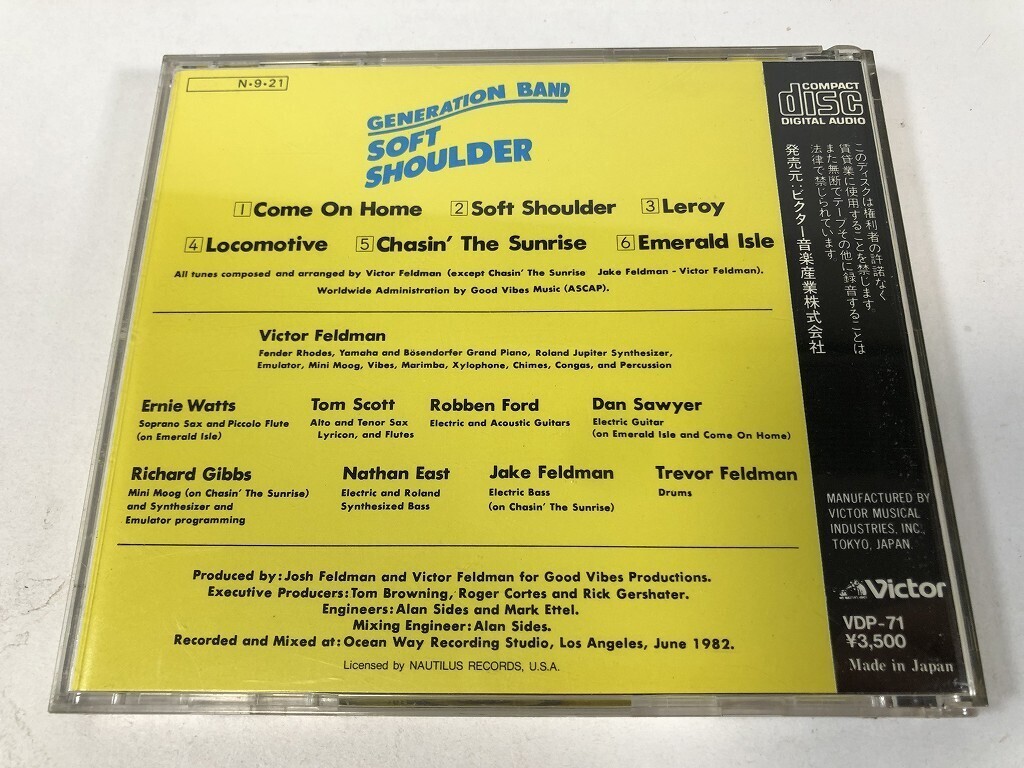 N•9•21
GENERATION BAND
SOFT
SHOULDER
1 Come On Home 2 Soft Shoulder 3 Leroy
4 Locomotive 5 Chasin' The Sunrise 6 Emerald Isle
All tunes composed and arranged by Victor Feldman (except Chasin' The Sunrise Jake Feldman – Victor Feldman).
Worldwide Administration by Good Vibes Music (ASCAP).
Victor Feldman
Fender Rhodes, Yamaha and Bösendorfer Grand Piano, Roland Jupiter Synthesizer,
Emulator, Mini Moog, Vibes, Marimba, Xylophone, Chimes, Congas, and Percussion
Ernie Watts
Soprano Sax and Piccolo Flute
(on Emerald Isle)
Tom Scott
Alto and Tenor Sax
Lyricon, and Flutes
Robben Ford
Electric and Acoustic Guitars
Dan Sawyer
Electric Guitar
(on Emerald Isle and Come On Home)
Richard Gibbs
Mini Moog (on Chasin' The Sunrise)
and Synthesizer and
Emulator programming
Nathan East
Electric and Roland
Synthesized Bass
Jake Feldman
Electric Bass
(on Chasin' The Sunrise)
Trevor Feldman
Drums
Produced by: Josh Feldman and Victor Feldman for Good Vibes Productions.
Executive Producers: Tom Browning, Roger Cortes and Rick Gershater.
Engineers: Alan Sides and Mark Ettel.
Mixing Engineer: Alan Sides.
Recorded and Mixed at: Ocean Way Recording Studio, Los Angeles, June 1982.
Licensed by NAUTILUS RECORDS, U.S.A.
COMPACT
disc
DIGITAL AUDIO
このディスクは権利者の許諾なく
賃貸業に使用することを禁じます。
また無断でテープその他に録音することは
法律で禁じられています。
発売元：ビクター音楽産業株式会社
MANUFACTURED BY
VICTOR MUSICAL
INDUSTRIES, INC.,
TOKYO, JAPAN.
Victor
VDP-71
¥3,500
Made in Japan